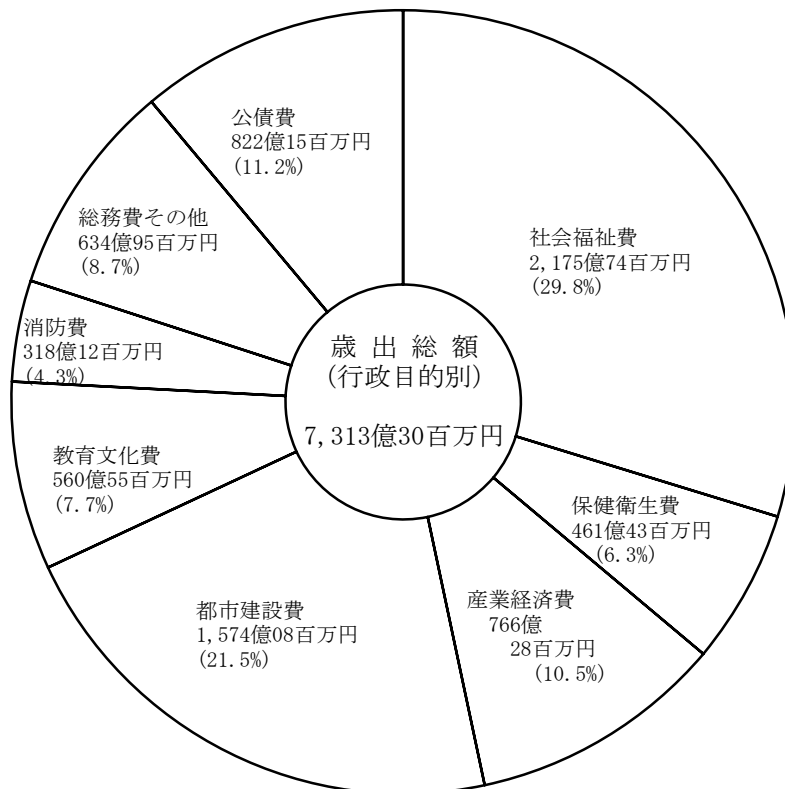 公債費
822億15百万円
(11.2%)
総務費その他
634億95百万円
(8.7%)
消防費
318億12百万円
(4.3%)
教育文化費
560億55百万円
(7.7%)
都市建設費
1,574億08百万円
(21.5%)
産業経済費
766億
28百万円
(10.5%)
保健衛生費
461億43百万円
(6.3%)
社会福祉費
2,175億74百万円
(29.8%)
歳出総額
(行政目的別)
7,313億30百万円